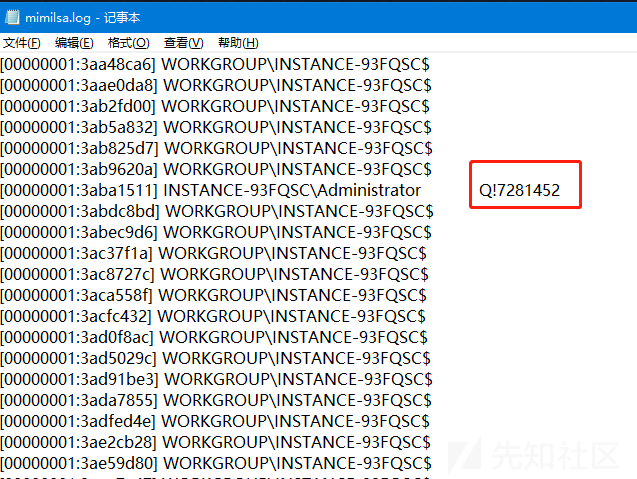 mimilsa.log - 记事本
文件(F) 编辑(E) 格式(O) 查看(V) 帮助(H)
[00000001:3aa48ca6] WORKGROUP\INSTANCE-93FQSC$
[00000001:3aae0da8] WORKGROUP\INSTANCE-93FQSC$
[00000001:3ab2fd00] WORKGROUP\INSTANCE-93FQSC$
[00000001:3ab5a832] WORKGROUP\INSTANCE-93FQSC$
[00000001:3ab825d7] WORKGROUP\INSTANCE-93FQSC$
[00000001:3ab9620a] WORKGROUP\INSTANCE-93FQSC$
[00000001:3aba1511] INSTANCE-93FQSC\Administrator Q!7281452
[00000001:3abdc8bd] WORKGROUP\INSTANCE-93FQSC$
[00000001:3abec9d6] WORKGROUP\INSTANCE-93FQSC$
[00000001:3ac37f1a] WORKGROUP\INSTANCE-93FQSC$
[00000001:3ac8727c] WORKGROUP\INSTANCE-93FQSC$
[00000001:3aca558f] WORKGROUP\INSTANCE-93FQSC$
[00000001:3acfc432] WORKGROUP\INSTANCE-93FQSC$
[00000001:3ad0f8ac] WORKGROUP\INSTANCE-93FQSC$
[00000001:3ad5029c] WORKGROUP\INSTANCE-93FQSC$
[00000001:3ad91be3] WORKGROUP\INSTANCE-93FQSC$
[00000001:3ada7855] WORKGROUP\INSTANCE-93FQSC$
[00000001:3adfed4e] WORKGROUP\INSTANCE-93FQSC$
[00000001:3ae2cb28] WORKGROUP\INSTANCE-93FQSC$
[00000001:3ae59d80] WORKGROUP\INSTANCE-93FQSC$
先知社区